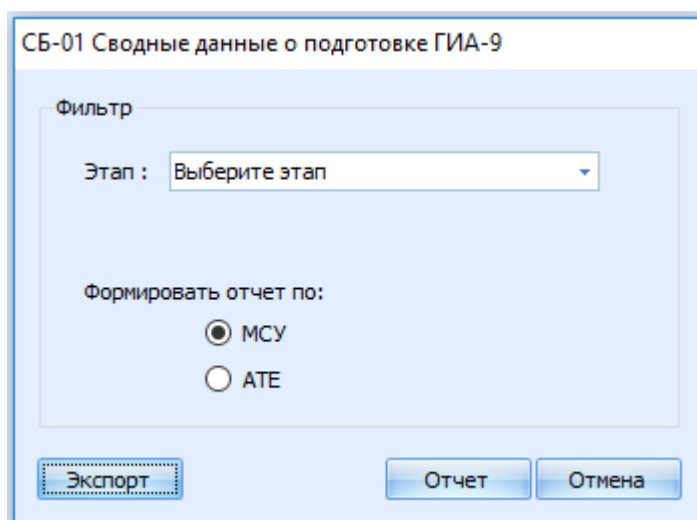 СБ-01 Сводные данные о подготовке ГИА-9
Фильтр
Этап : Выберите этап
Формировать отчет по:
МСУ
АТЕ
Экспорт Отчет Отмена